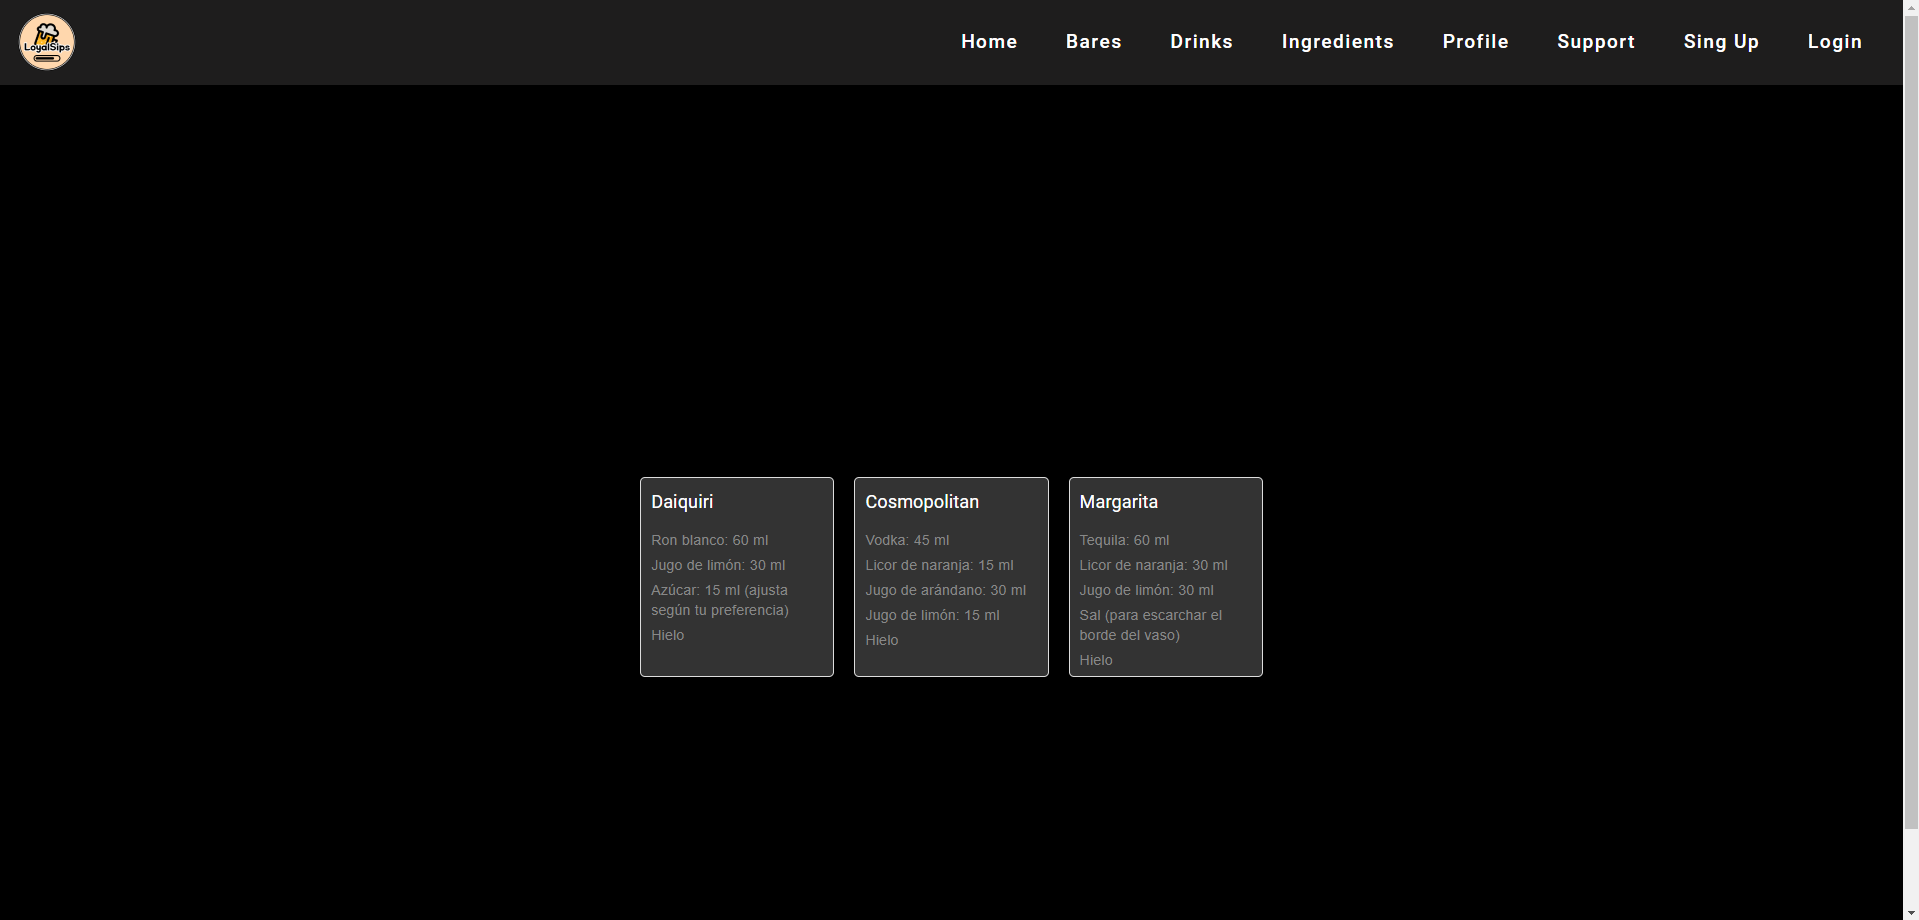 LoyalSips
Home Bares Drinks Ingredients Profile Support Sing Up Login
Daiquiri
Ron blanco: 60 ml
Jugo de limón: 30 ml
Azúcar: 15 ml (ajusta
según tu preferencia)
Hielo
Cosmopolitan
Vodka: 45 ml
Licor de naranja: 15 ml
Jugo de arándano: 30 ml
Jugo de limón: 15 ml
Hielo
Margarita
Tequila: 60 ml
Licor de naranja: 30 ml
Jugo de limón: 30 ml
Sal (para escarchar el
borde del vaso)
Hielo